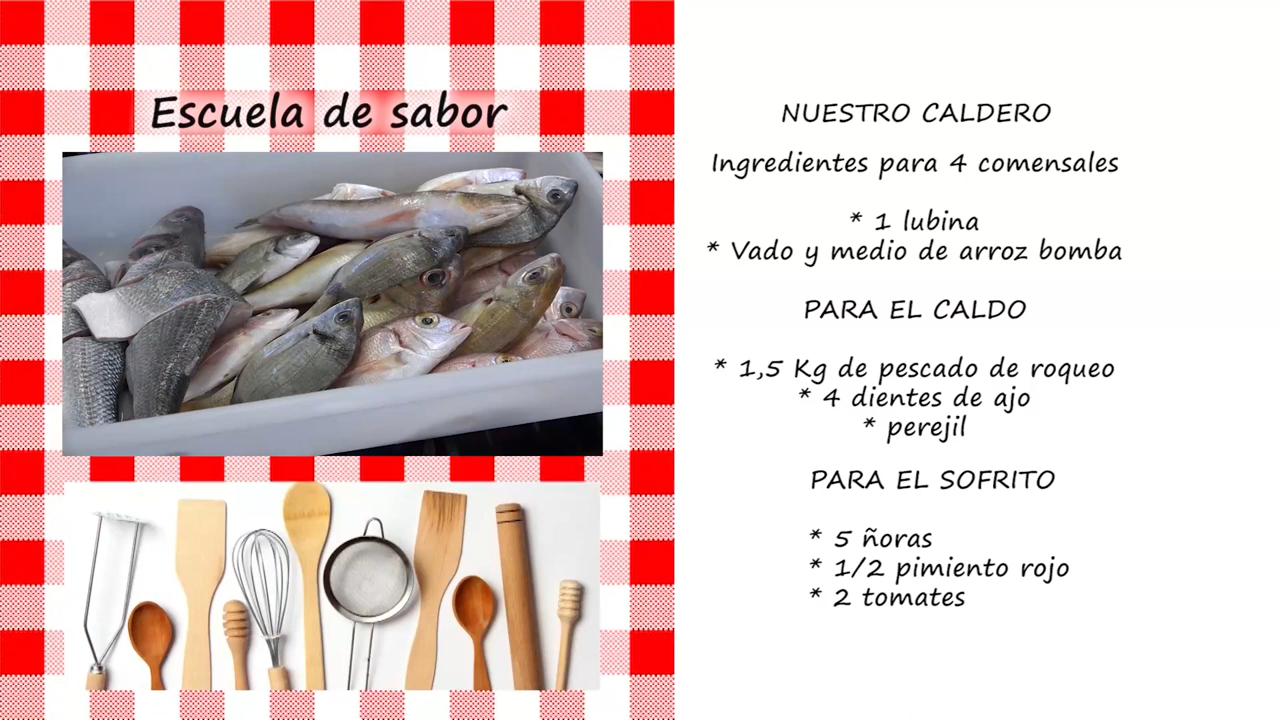 Escuela de sabor
NUESTRO CALDERO
Ingredientes para 4 comensales
* 1 lubina
* Vado y medio de arroz bomba
PARA EL CALDO
* 1,5 Kg de pescado de roqueo
* 4 dientes de ajo
* perejil
PARA EL SOFRITO
* 5 ñoras
* 1/2 pimiento rojo
* 2 tomates